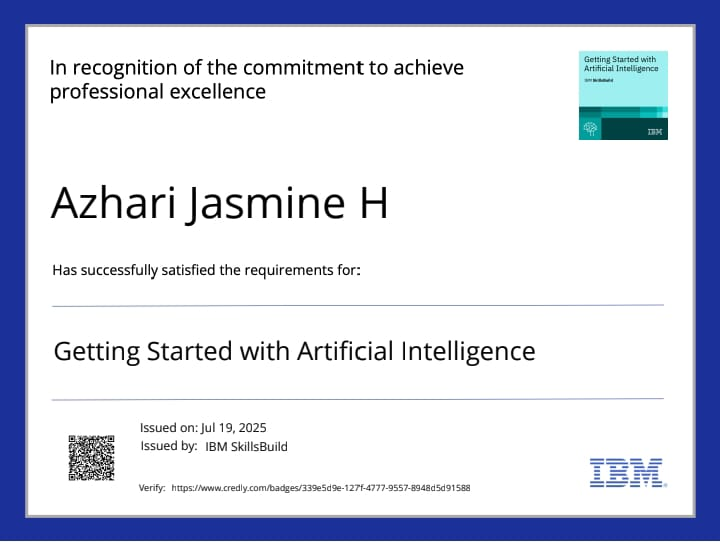 In recognition of the commitment to achieve
professional excellence
Getting Started with
Artificial Intelligence
IBM SkillsBuild
IBM
Azhari Jasmine H
Has successfully satisfied the requirements for:
Getting Started with Artificial Intelligence
Issued on: Jul 19, 2025
Issued by: IBM SkillsBuild
Verify: https://www.credly.com/badges/339e5d9e-127f-4777-9557-8948d5d91588
IBM